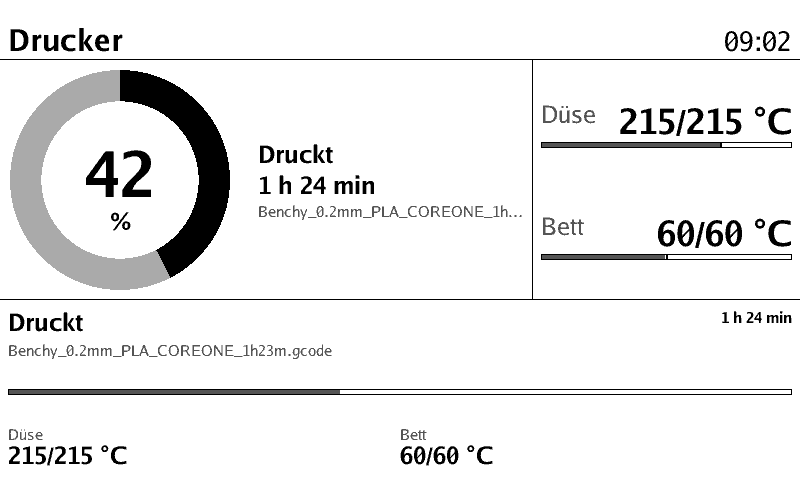 Drucker
09:02
42
%
Druckt
1 h 24 min
Benchy_0.2mm_PLA_COREONE_1h...
Düse
215/215 °C
Bett
60/60 °C
Druckt
1 h 24 min
Benchy_0.2mm_PLA_COREONE_1h23m.gcode
Düse
215/215 °C
Bett
60/60 °C